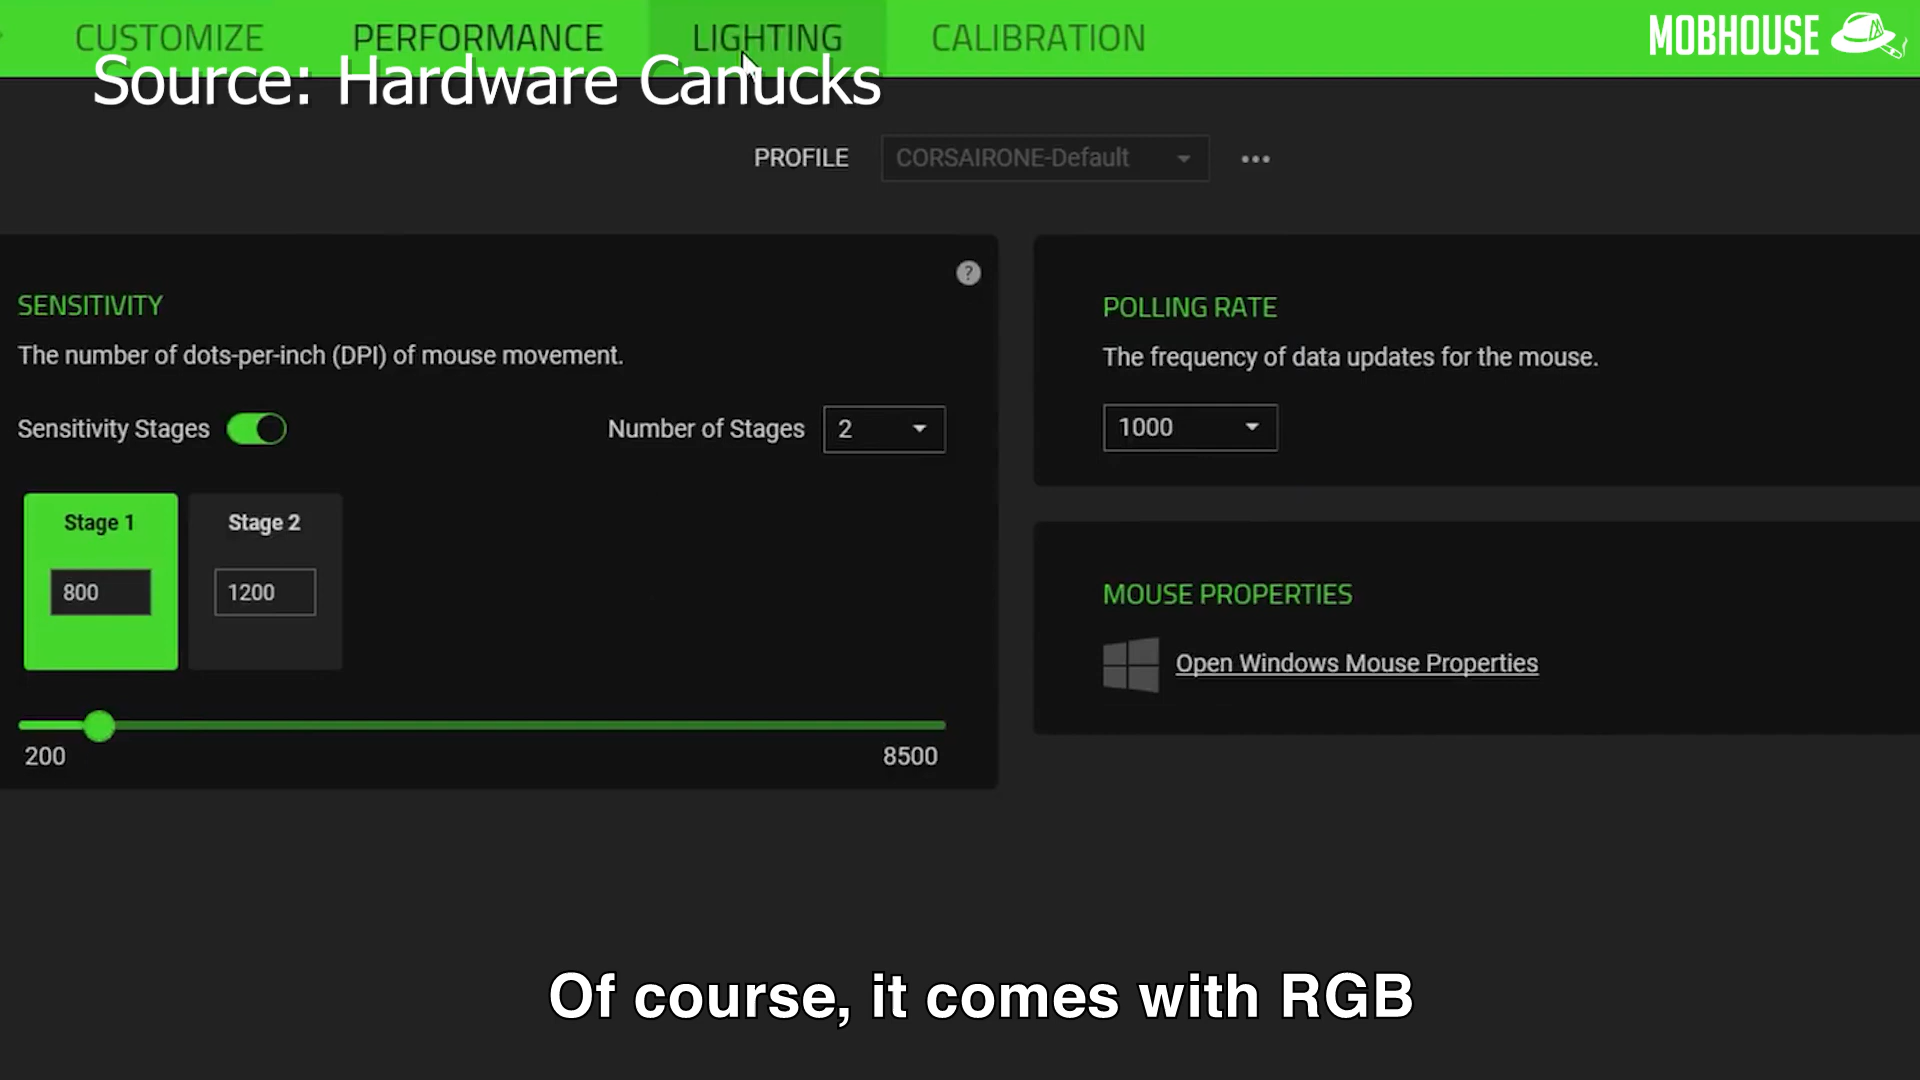 CUSTOMIZE PERFORMANCE LIGHTING CALIBRATION
MOBHOUSE
Source: Hardware Canucks
PROFILE CORSAIRONE-Default
?
SENSITIVITY
The number of dots-per-inch (DPI) of mouse movement.
Sensitivity Stages Number of Stages 2
Stage 1 Stage 2
800 1200
200 8500
POLLING RATE
The frequency of data updates for the mouse.
1000
MOUSE PROPERTIES
Open Windows Mouse Properties
Of course, it comes with RGB